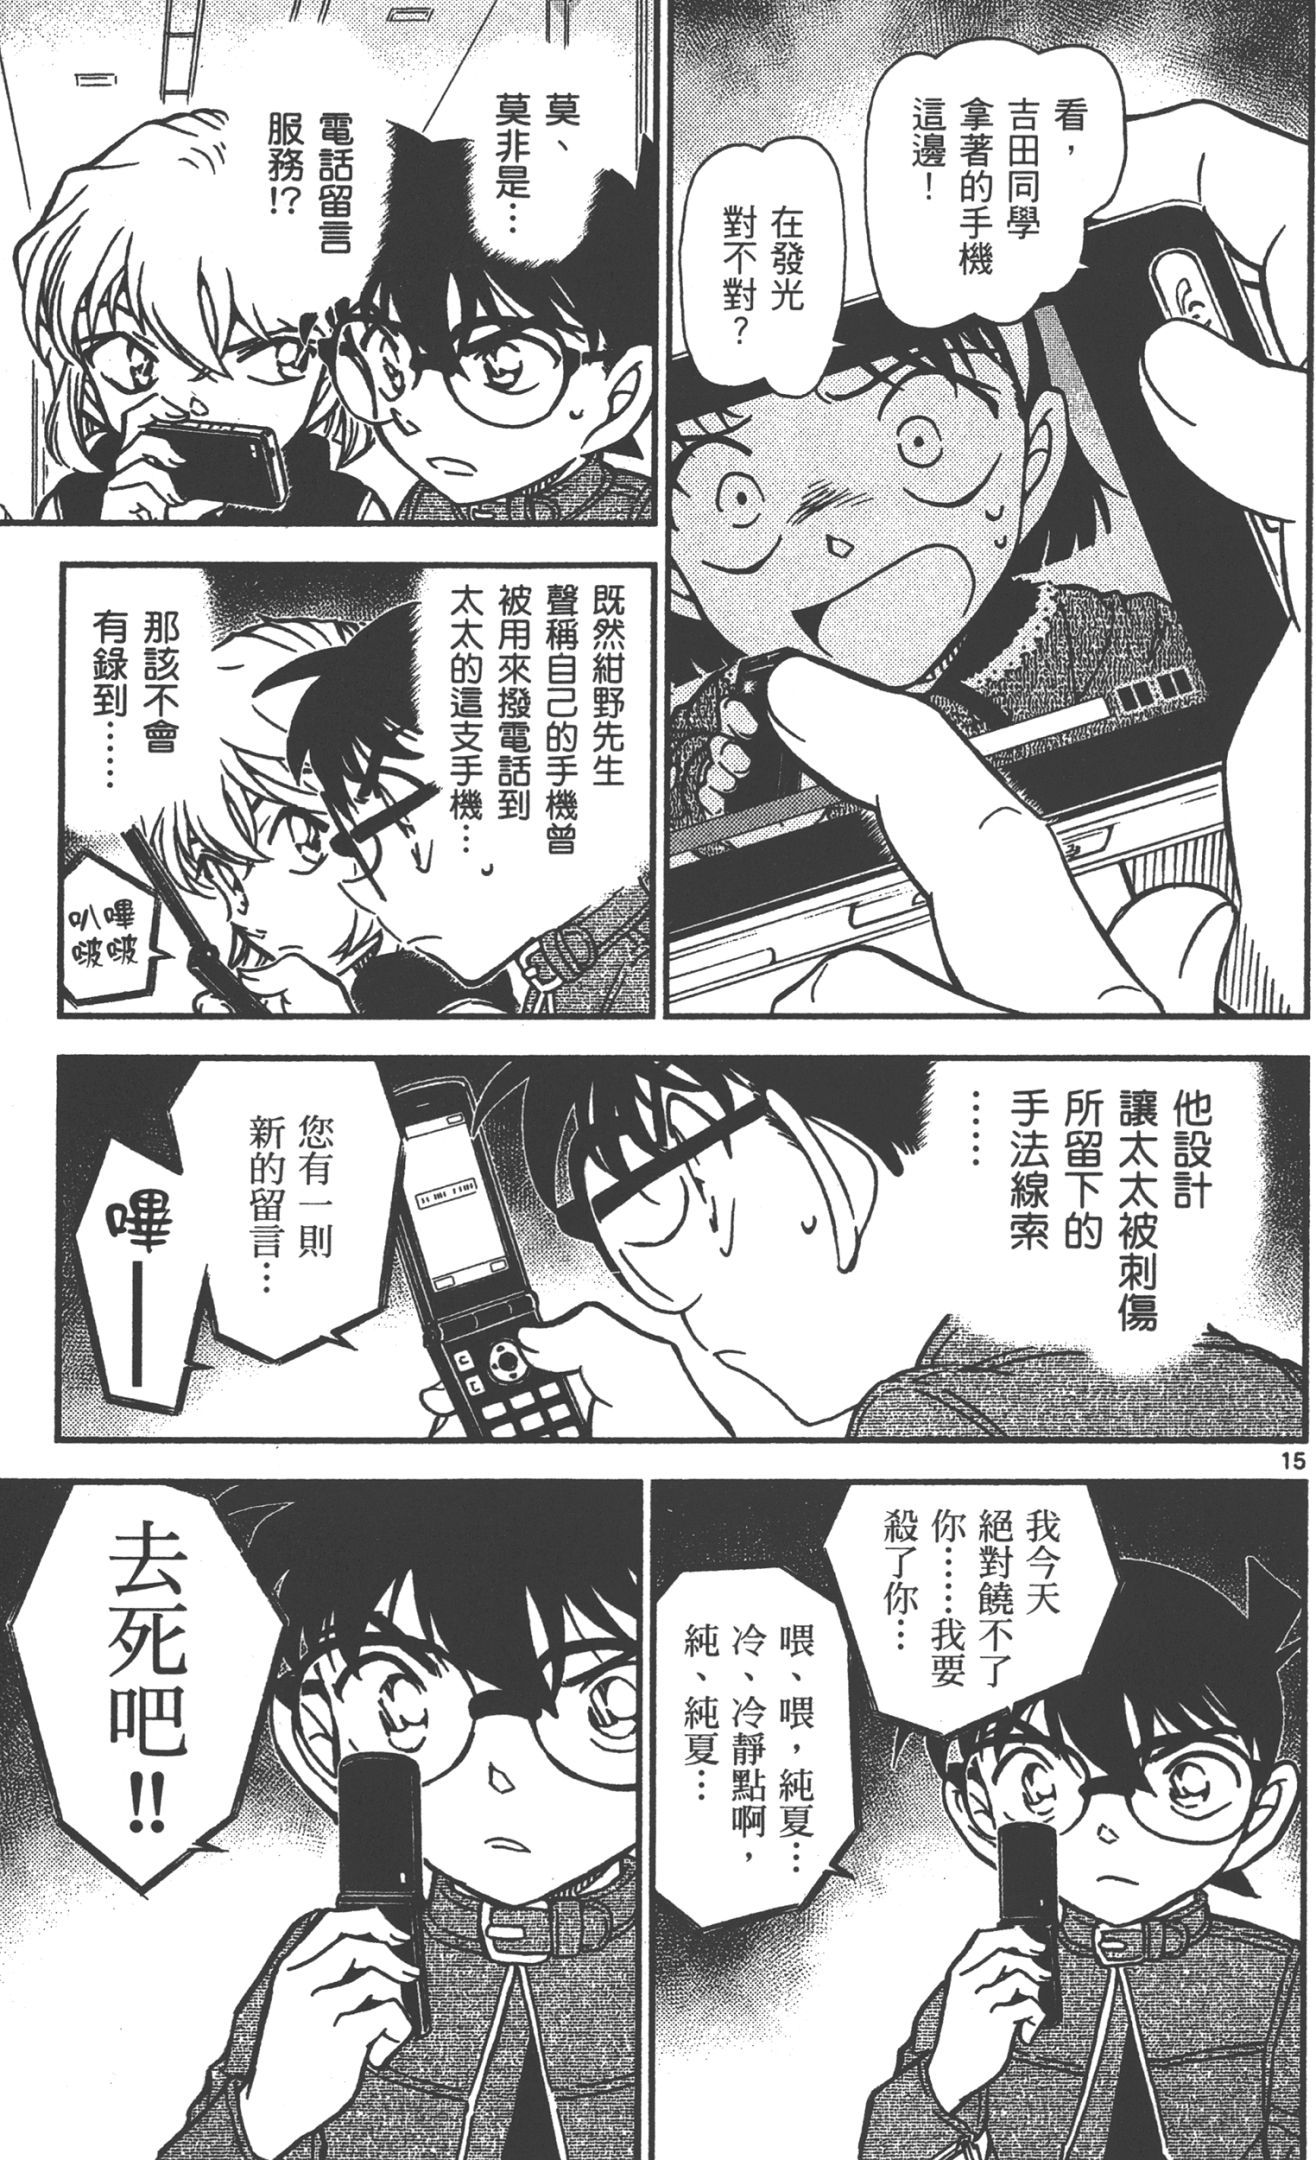 看，
吉田同學
拿著的手機
這邊！
在發光
對不對？
莫、
莫非是…
電話留言
服務!?
既然紺野先生
聲稱自己的手機曾
被用來撥電話到
太太的這支手機…
那該不會
有錄到……
嗶啵
叭啵
他設計
讓太太被刺傷
所留下的
手法線索
……
您有一則
新的留言…
嗶——
15
我今天
絕對饒不了
你……我要
殺了你…
喂、喂，純夏…
冷、冷靜點啊，
純、純夏…
去死吧!!